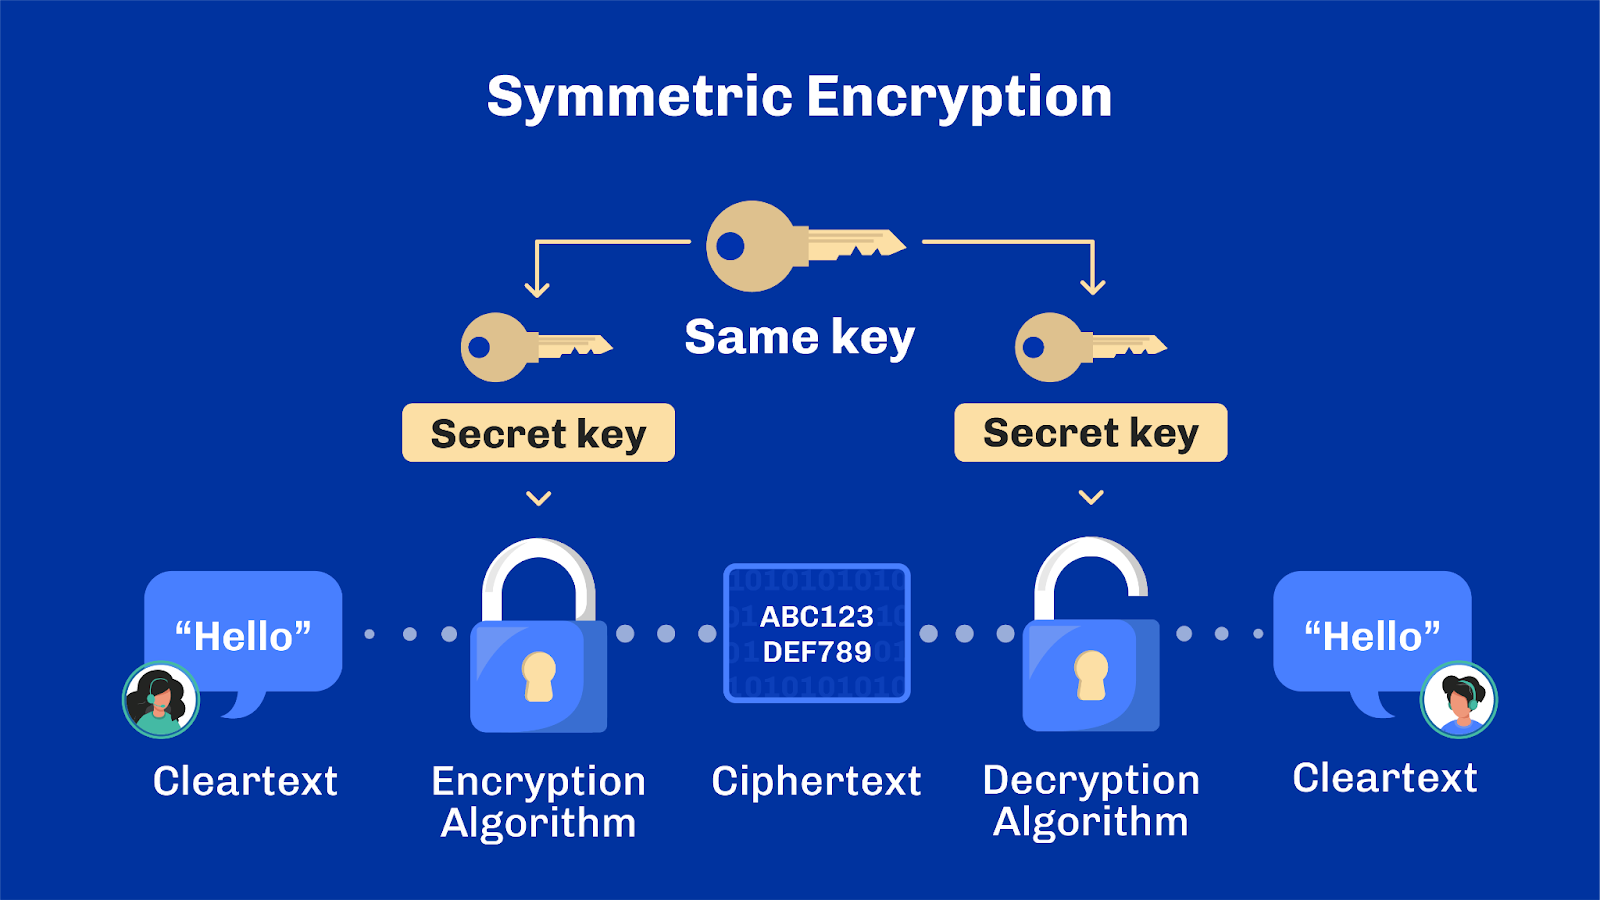 Symmetric Encryption
Same key
Secret key
Secret key
“Hello”
ABC123
DEF789
“Hello”
Cleartext
Encryption
Algorithm
Ciphertext
Decryption
Algorithm
Cleartext